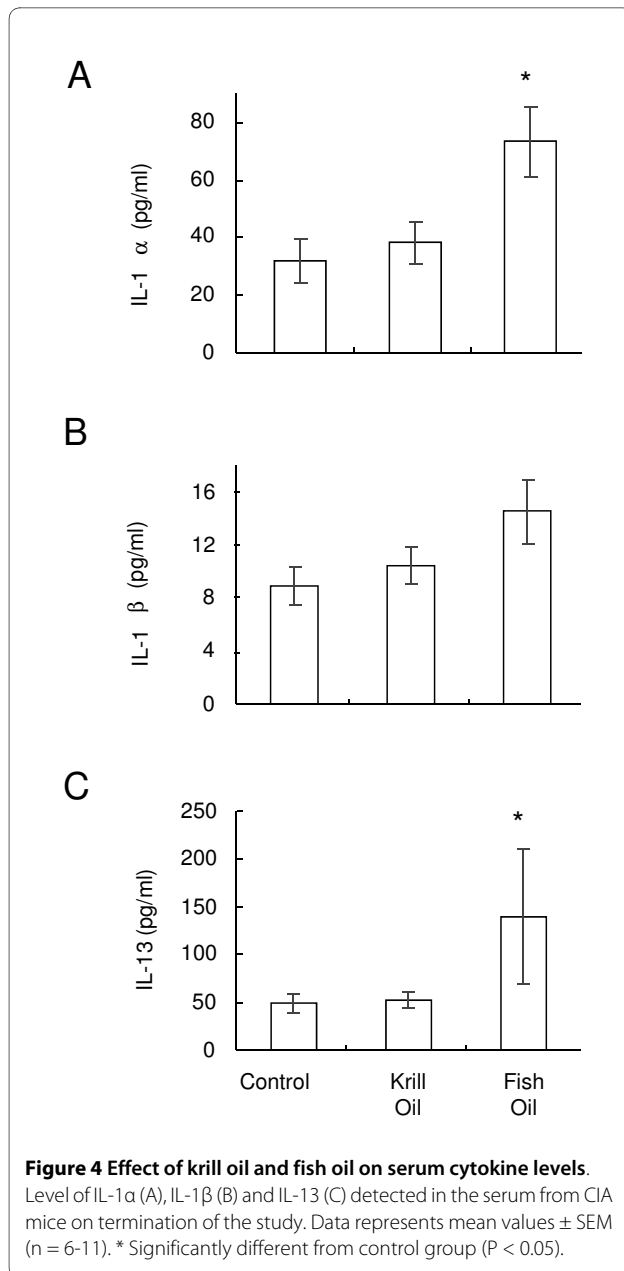 A
*
80
60
40
20
0
IL-1 α (pg/ml)
B
16
12
8
4
0
IL-1 β (pg/ml)
C
250
*
200
150
100
50
0
IL-13 (pg/ml)
Control
Krill
Oil
Fish
Oil
Figure 4 Effect of krill oil and fish oil on serum cytokine levels.
Level of IL-1α (A), IL-1β (B) and IL-13 (C) detected in the serum from CIA
mice on termination of the study. Data represents mean values ± SEM
(n = 6-11). * Significantly different from control group (P < 0.05).